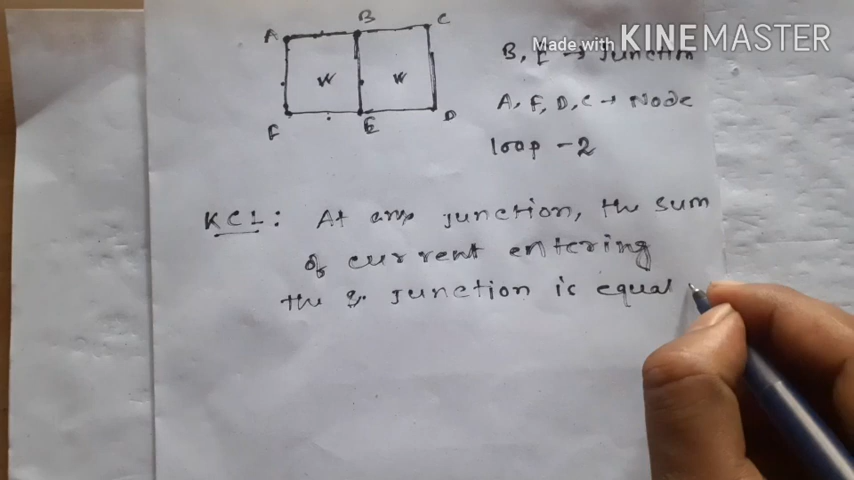 Made with KINEMASTER
A B C
B, E → Junction
W W
A, F, D, C → Node
F E D
loop - 2
KCL: At any junction, the sum
of current entering
the junction is equal